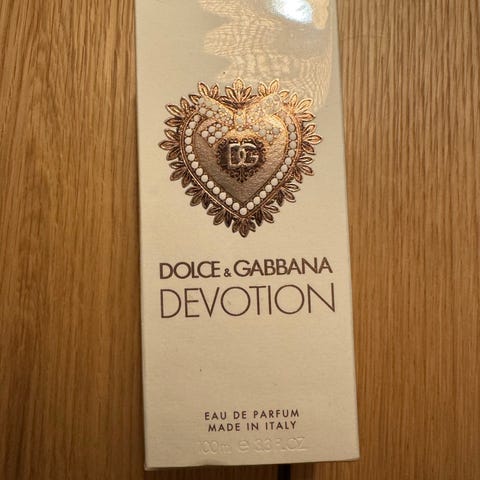 DG
DOLCE & GABBANA
DEVOTION
EAU DE PARFUM
MADE IN ITALY
100ml e 3.3 FL.OZ.